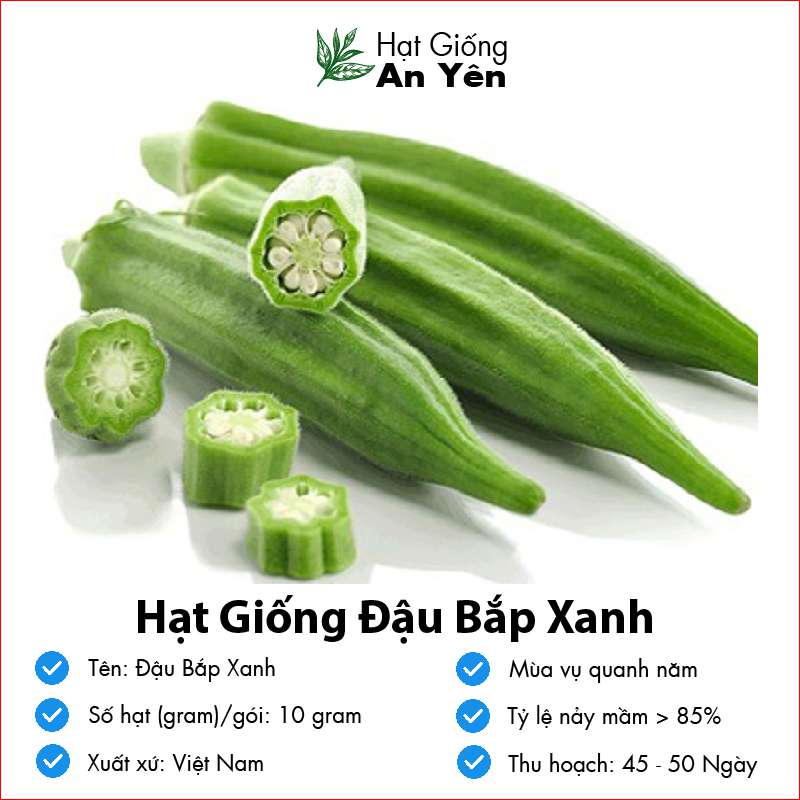 Hạt Giống
An Yên
Hạt Giống Đậu Bắp Xanh
Tên: Đậu Bắp Xanh
Số hạt (gram)/gói: 10 gram
Xuất xứ: Việt Nam
Mùa vụ quanh năm
Tỷ lệ nảy mầm > 85%
Thu hoạch: 45 - 50 Ngày